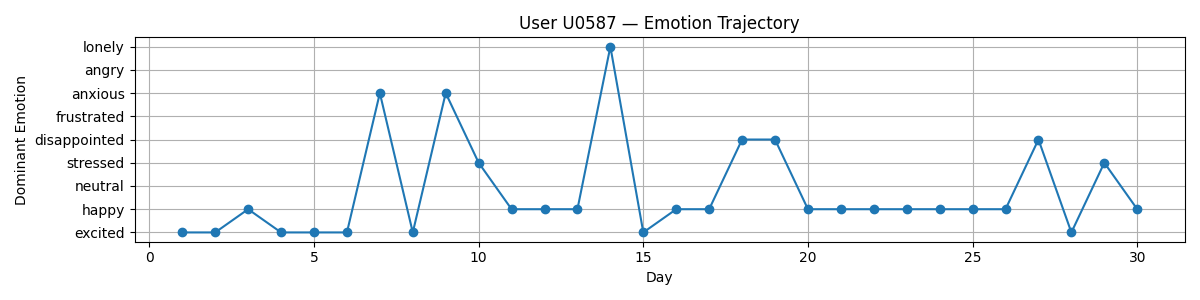 User U0587 — Emotion Trajectory
Dominant Emotion
lonely
angry
anxious
frustrated
disappointed
stressed
neutral
happy
excited
0 5 10 15 20 25 30
Day